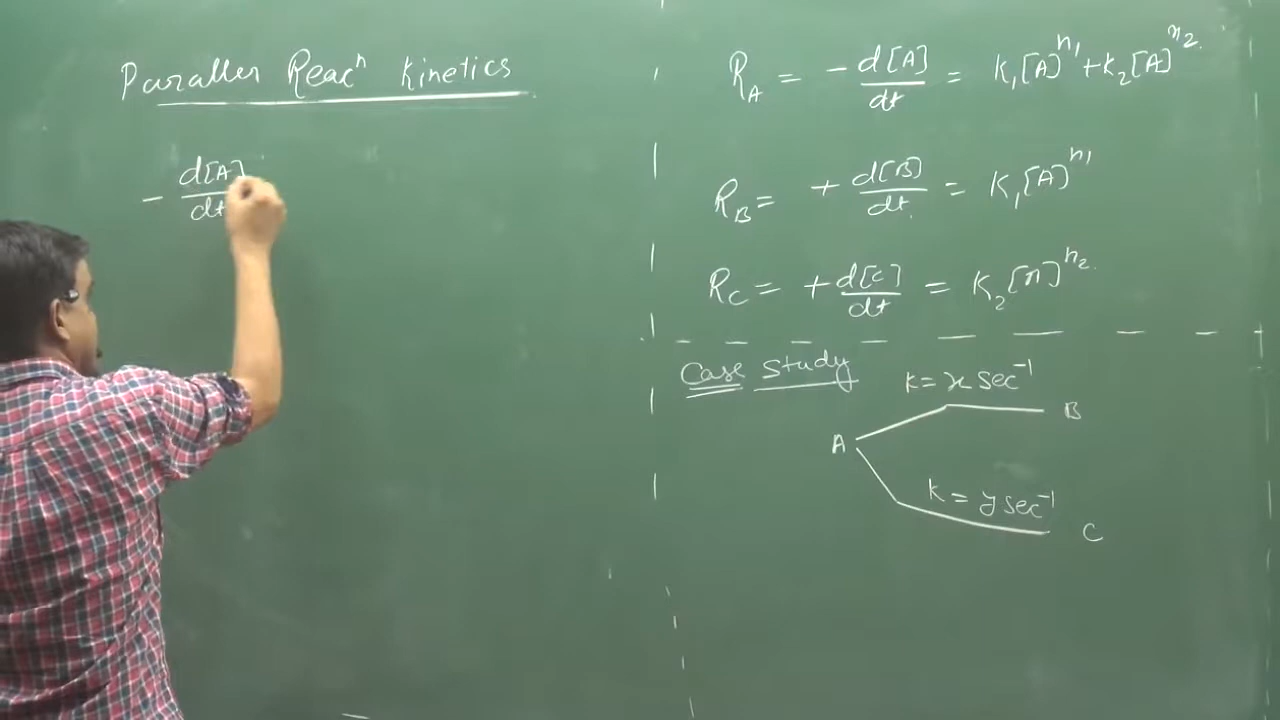 Paraller Reacⁿ Kinetics
- d[A]/dt
R_A = - d[A]/dt = K₁[A]^n₁ + K₂[A]^n₂
R_B = + d[B]/dt = K₁[A]^n₁
R_C = + d[C]/dt = K₂[A]^n₂
Case Study
K = x sec⁻¹
B
A
K = y sec⁻¹
C